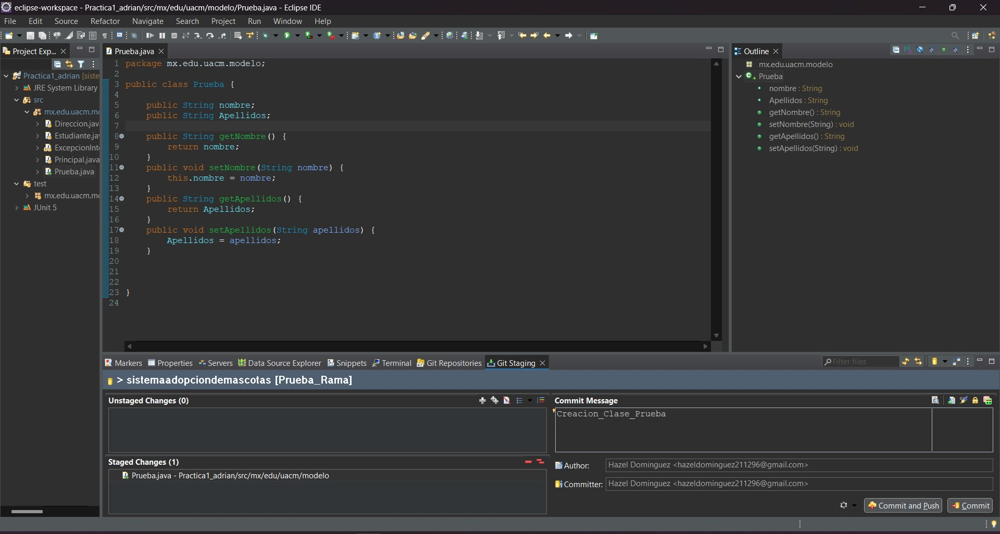 eclipse-workspace - Practica1_adrian/src/mx/edu/uacm/modelo/Prueba.java - Eclipse IDE
File Edit Source Refactor Navigate Search Project Run Window Help
Project Exp...
Practica1_adrian [siste
JRE System Library
src
mx.edu.uacm.mo
Direccion.jav
Estudiante.ja
ExcepcionInt
Principal.java
Prueba.java
test
mx.edu.uacm.mo
JUnit 5
Prueba.java
1 package mx.edu.uacm.modelo;
2
3 public class Prueba {
4
5 public String nombre;
6 public String Apellidos;
7
8 public String getNombre() {
9 return nombre;
10 }
11 public void setNombre(String nombre) {
12 this.nombre = nombre;
13 }
14 public String getApellidos() {
15 return Apellidos;
16 }
17 public void setApellidos(String apellidos) {
18 Apellidos = apellidos;
19 }
20
21
22
23 }
24
Outline
mx.edu.uacm.modelo
Prueba
nombre : String
Apellidos : String
getNombre() : String
setNombre(String) : void
getApellidos() : String
setApellidos(String) : void
Markers Properties Servers Data Source Explorer Snippets Terminal Git Repositories Git Staging
Filter files
> sistemaadopciondemascotas [Prueba_Rama]
Unstaged Changes (0)
Staged Changes (1)
Prueba.java - Practica1_adrian/src/mx/edu/uacm/modelo
Commit Message
Creacion_Clase_Prueba
Author: Hazel Dominguez <hazeldominguez211296@gmail.com>
Committer: Hazel Dominguez <hazeldominguez211296@gmail.com>
Commit and Push Commit